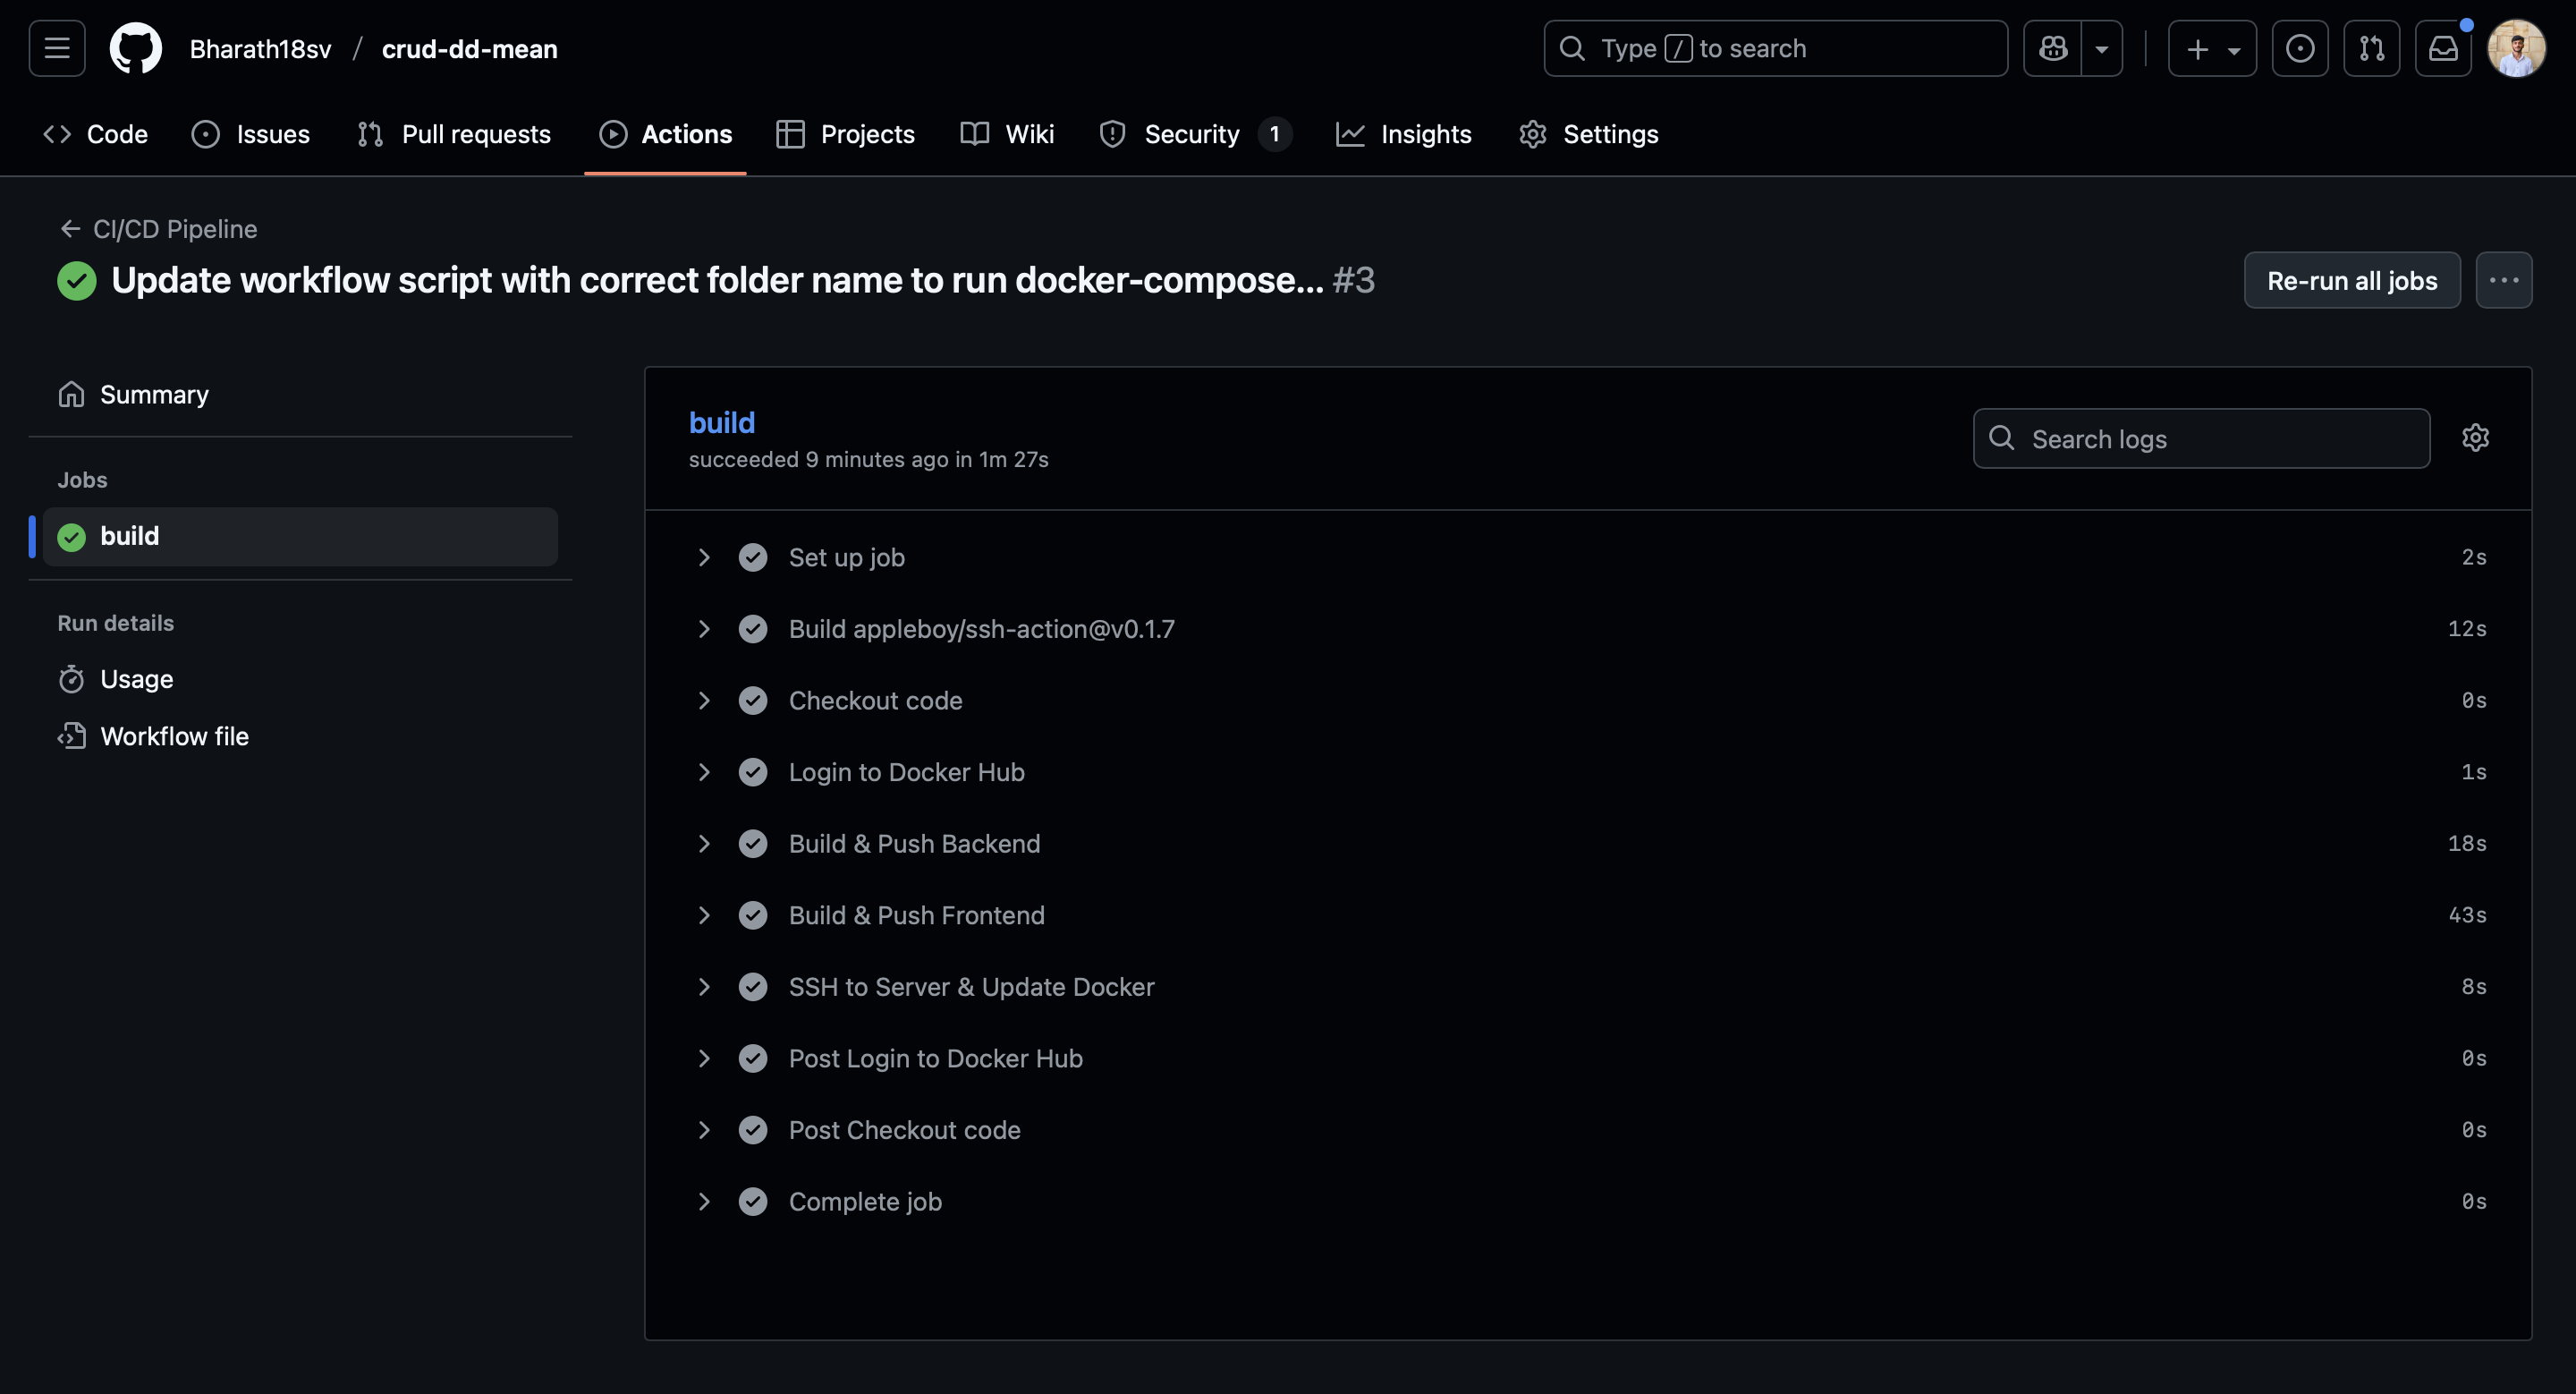 Bharath18sv / crud-dd-mean
Type / to search
Code Issues Pull requests Actions Projects Wiki Security 1 Insights Settings
CI/CD Pipeline
Update workflow script with correct folder name to run docker-compose... #3
Re-run all jobs
Summary
Jobs
build
Run details
Usage
Workflow file
build
succeeded 9 minutes ago in 1m 27s
Search logs
Set up job 2s
Build appleboy/ssh-action@v0.1.7 12s
Checkout code 0s
Login to Docker Hub 1s
Build & Push Backend 18s
Build & Push Frontend 43s
SSH to Server & Update Docker 8s
Post Login to Docker Hub 0s
Post Checkout code 0s
Complete job 0s